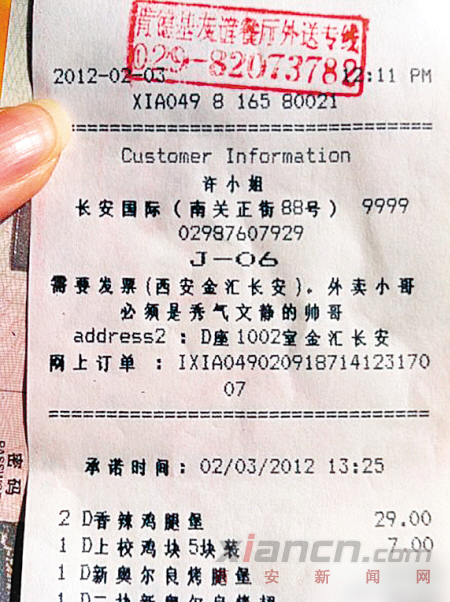 肯德基友谊餐厅外送专线
029-82073782
2012-02-03 12:11 PM
XIA049 8 165 80021
Customer Information
许小姐
长安国际(南关正街88号) 9999
02987607929
J-06
需要发票(西安金汇长安)。外卖小哥
必须是秀气文静的帅哥
address2 : D座1002室金汇长安
网上订单 : IXIA049020918714123170
07
承诺时间: 02/03/2012 13:25
2 D香辣鸡腿堡 29.00
1 D上校鸡块5块装 7.00
1 D新奥尔良烤腿堡
xiancn.com
西安新闻网
密码